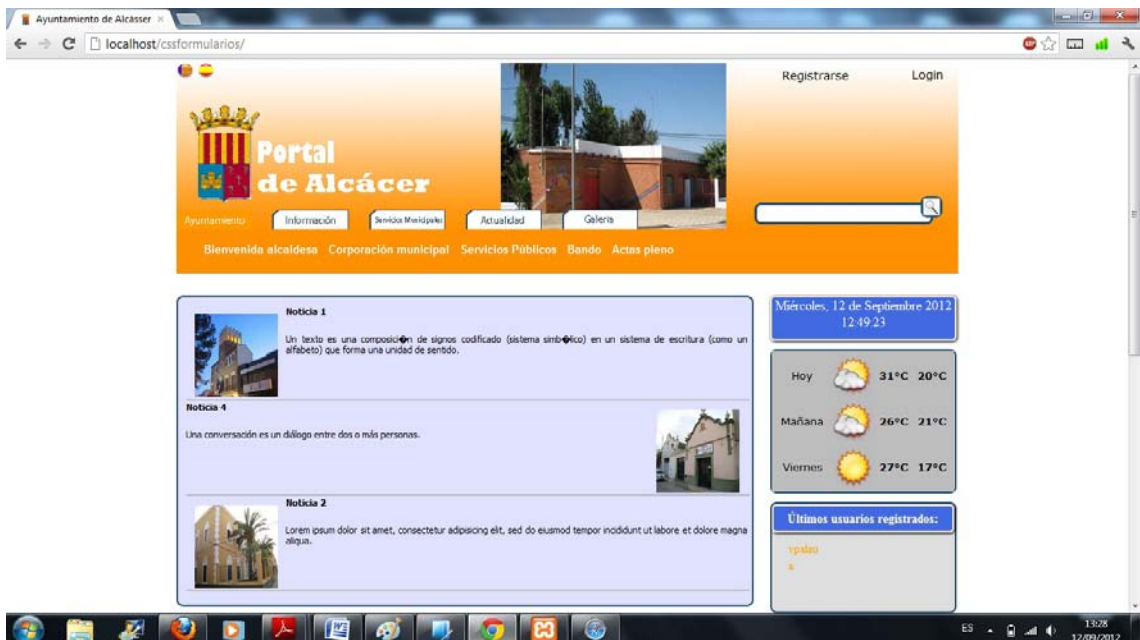 Ayuntamiento de Alcàsser
localhost/cssformularios/
Registrarse Login
Portal
de Alcácer
Ayuntamiento Información Servicios Municipales Actualidad Galeria
Bienvenida alcaldesa Corporación municipal Servicios Públicos Bando Actas pleno
Noticia 1
Un texto es una composici�n de signos codificado (sistema simb�lico) en un sistema de escritura (como un
alfabeto) que forma una unidad de sentido.
Noticia 4
Una conversación es un diálogo entre dos o más personas.
Noticia 2
Lorem ipsum dolor sit amet, consectetur adipisicing elit, sed do eiusmod tempor incididunt ut labore et dolore magna
aliqua.
Miércoles, 12 de Septiembre 2012
12:49:23
Hoy 31°C 20°C
Mañana 26°C 21°C
Viernes 27°C 17°C
Últimos usuarios registrados:
vpalau
a
ES 13:28
12/09/2012